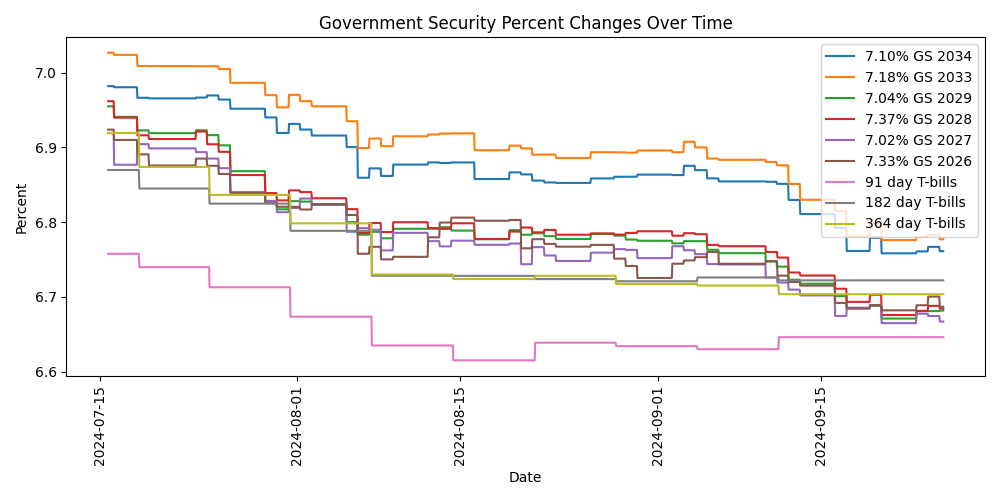 Government Security Percent Changes Over Time
7.10% GS 2034
7.18% GS 2033
7.04% GS 2029
7.37% GS 2028
7.02% GS 2027
7.33% GS 2026
91 day T-bills
182 day T-bills
364 day T-bills
Percent
7.0
6.9
6.8
6.7
6.6
2024-07-15
2024-08-01
2024-08-15
2024-09-01
2024-09-15
Date